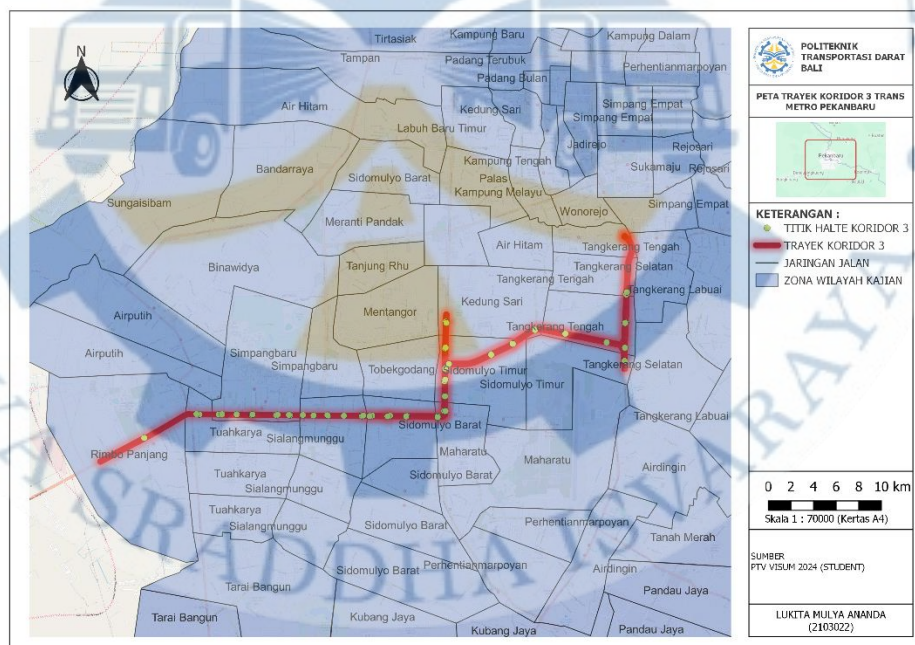 POLITEKNIK
TRANSPORTASI DARAT
BALI
PETA TRAYEK KORIDOR 3 TRANS
METRO PEKANBARU
Pekanbaru
KETERANGAN :
TITIK HALTE KORIDOR 3
TRAYEK KORIDOR 3
JARINGAN JALAN
ZONA WILAYAH KAJIAN
0 2 4 6 8 10 km
Skala 1 : 70000 (Kertas A4)
SUMBER
PTV VISUM 2024 (STUDENT)
LUKITA MULYA ANANDA
(2103022)
N
Tirtasiak
Kampung Baru
Kampung Dalam
Tampan
Padang Terubuk
Perhentianmarpoyan
Padang Bulan
Air Hitam
Kedung Sari
Simpang Empat
Simpang Empat
Labuh Baru Timur
Jadirejo
Rejosari
Bandarraya
Kampung Tengah
Sukamaju
Rejosari
Sidomulyo Barat
Palas
Kampung Melayu
Sungaisibam
Wonorejo
Simpang Empat
Meranti Pandak
Air Hitam
Tangkerang Tengah
Binawidya
Tanjung Rhu
Tangkerang Selatan
Tangkerang Tengah
Tangkerang Labuai
Mentangor
Kedung Sari
Airputih
Tangkerang Tengah
Airputih
Simpangbaru
Simpangbaru
Tobekgodang
Sidomulyo Timur
Sidomulyo Timur
Tangkerang Selatan
Tangkerang Labuai
Tuahkarya
Sialangmunggu
Sidomulyo Barat
Rimbo Panjang
Maharatu
Maharatu
Airdingin
Tuahkarya
Sialangmunggu
Sidomulyo Barat
Tuahkarya
Sialangmunggu
Sidomulyo Barat
Perhentianmarpoyan
Tanah Merah
Sidomulyo Barat
Perhentianmarpoyan
Airdingin
Tarai Bangun
Pandau Jaya
Tarai Bangun
Kubang Jaya
Kubang Jaya
Pandau Jaya
SRADDHA ISVARAYA